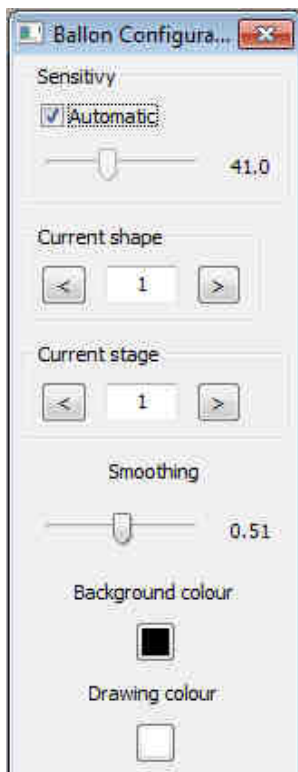 Ballon Configura...
Sensitivy
Automatic
41.0
Current shape
< 1 >
Current stage
< 1 >
Smoothing
0.51
Background colour
Drawing colour